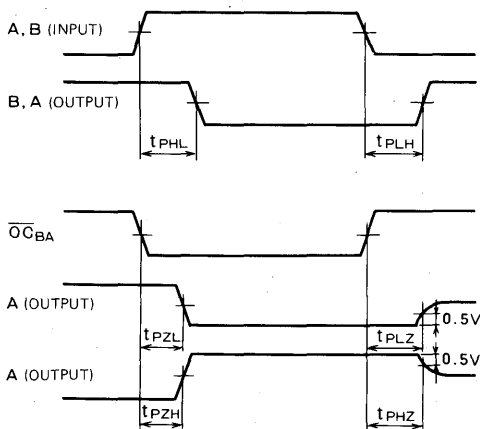 A, B (INPUT)
B, A (OUTPUT)
tPHL
tPLH
OCBA
A (OUTPUT)
tPZL
tPLZ
0.5V
0.5V
A (OUTPUT)
tPZH
tPHZ